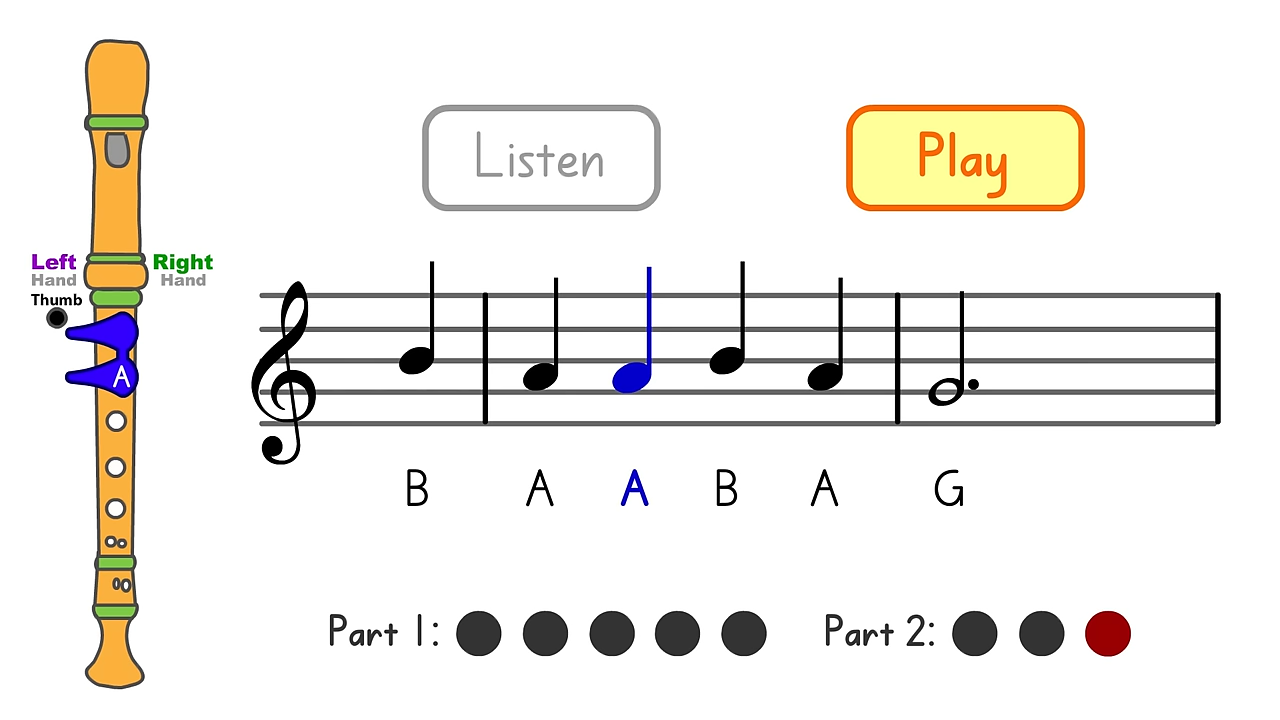 Listen
Play
Left
Hand
Right
Hand
Thumb
A
B A A B A G
Part 1:
Part 2: